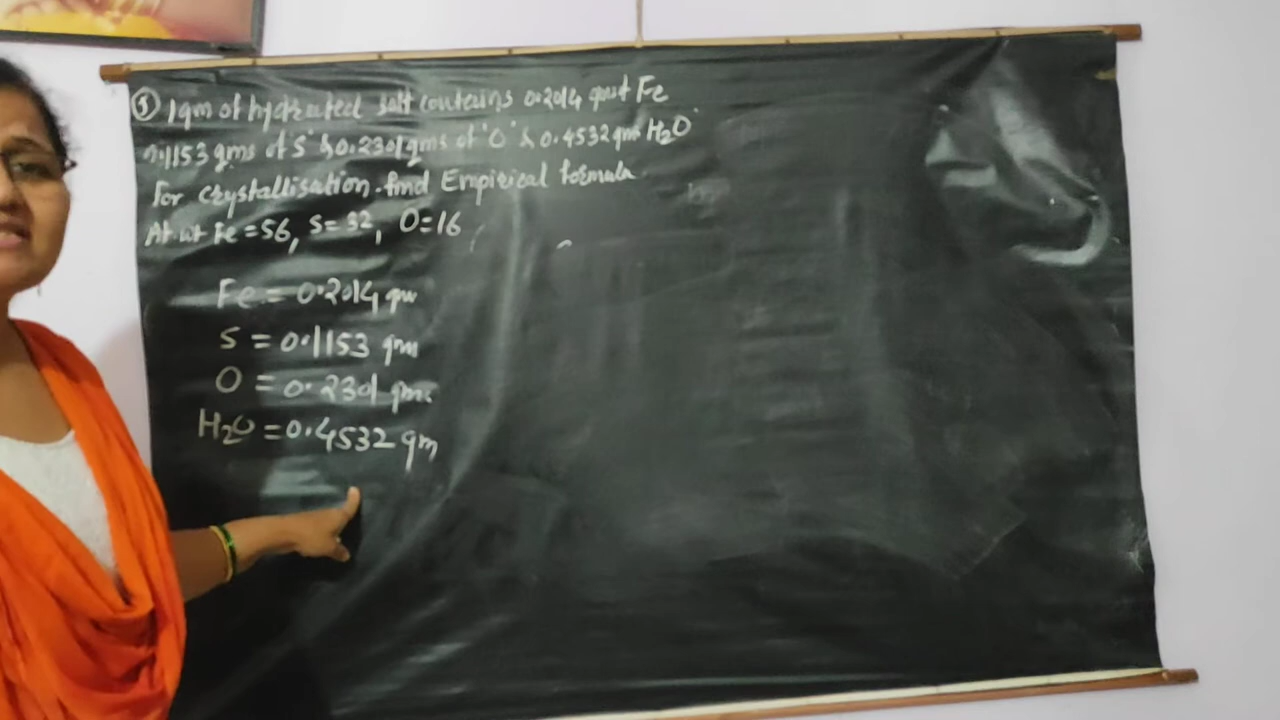 ⑤ 1gm of hydrated salt contains 0.2014 gms of Fe
0.1153 gms of 'S' & 0.2301 gms of 'O' & 0.4532 gms H2O
for crystallisation. find Empirical formula.
At. wt Fe = 56, S = 32, O = 16
Fe = 0.2014 gm
S = 0.1153 gm
O = 0.2301 gms
H2O = 0.4532 gm